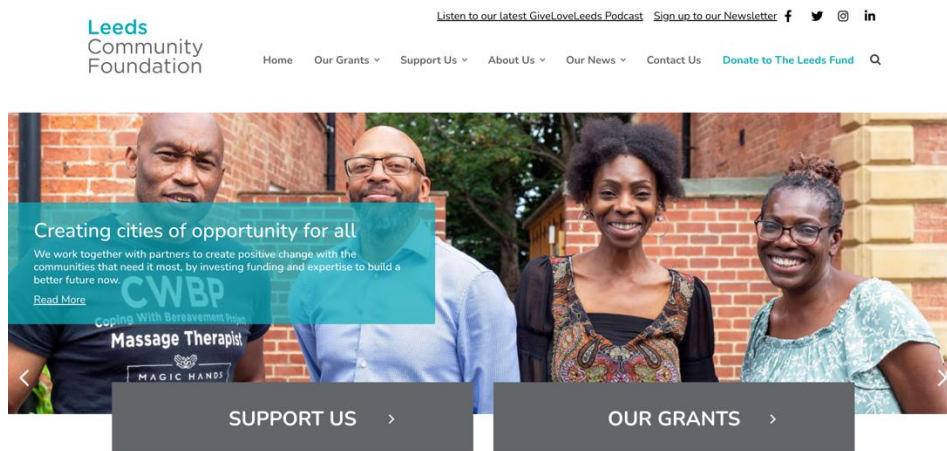 Listen to our latest GiveLoveLeeds Podcast Sign up to our Newsletter
Leeds
Community
Foundation
Home Our Grants Support Us About Us Our News Contact Us Donate to The Leeds Fund
Creating cities of opportunity for all
We work together with partners to create positive change with the
communities that need it most, by investing funding and expertise to build a
better future now.
Read More
CWBP
Coping With Bereavement Project
Massage Therapist
MAGIC HANDS
SUPPORT US
OUR GRANTS